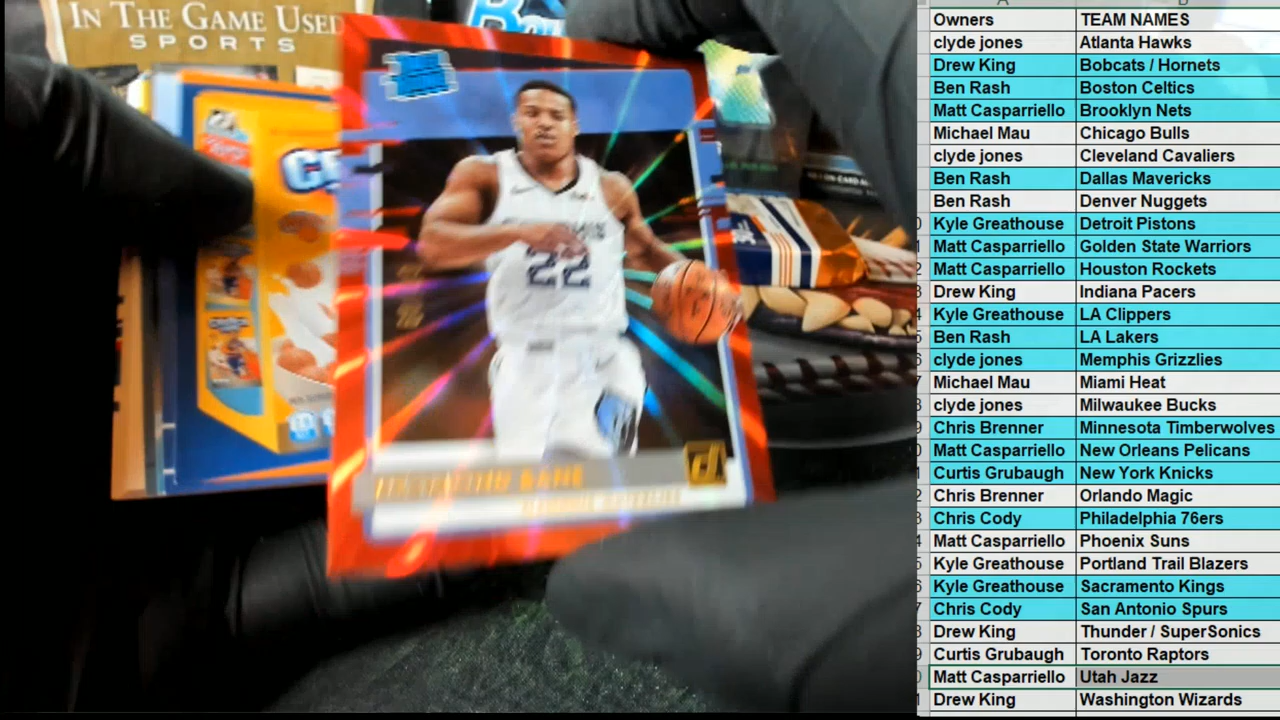 IN THE GAME USED
SPORTS
22
BANE
Owners TEAM NAMES
clyde jones Atlanta Hawks
Drew King Bobcats / Hornets
Ben Rash Boston Celtics
Matt Casparriello Brooklyn Nets
Michael Mau Chicago Bulls
clyde jones Cleveland Cavaliers
Ben Rash Dallas Mavericks
Ben Rash Denver Nuggets
Kyle Greathouse Detroit Pistons
Matt Casparriello Golden State Warriors
Matt Casparriello Houston Rockets
Drew King Indiana Pacers
Kyle Greathouse LA Clippers
Ben Rash LA Lakers
clyde jones Memphis Grizzlies
Michael Mau Miami Heat
clyde jones Milwaukee Bucks
Chris Brenner Minnesota Timberwolves
Matt Casparriello New Orleans Pelicans
Curtis Grubaugh New York Knicks
Chris Brenner Orlando Magic
Chris Cody Philadelphia 76ers
Matt Casparriello Phoenix Suns
Kyle Greathouse Portland Trail Blazers
Kyle Greathouse Sacramento Kings
Chris Cody San Antonio Spurs
Drew King Thunder / SuperSonics
Curtis Grubaugh Toronto Raptors
Matt Casparriello Utah Jazz
Drew King Washington Wizards